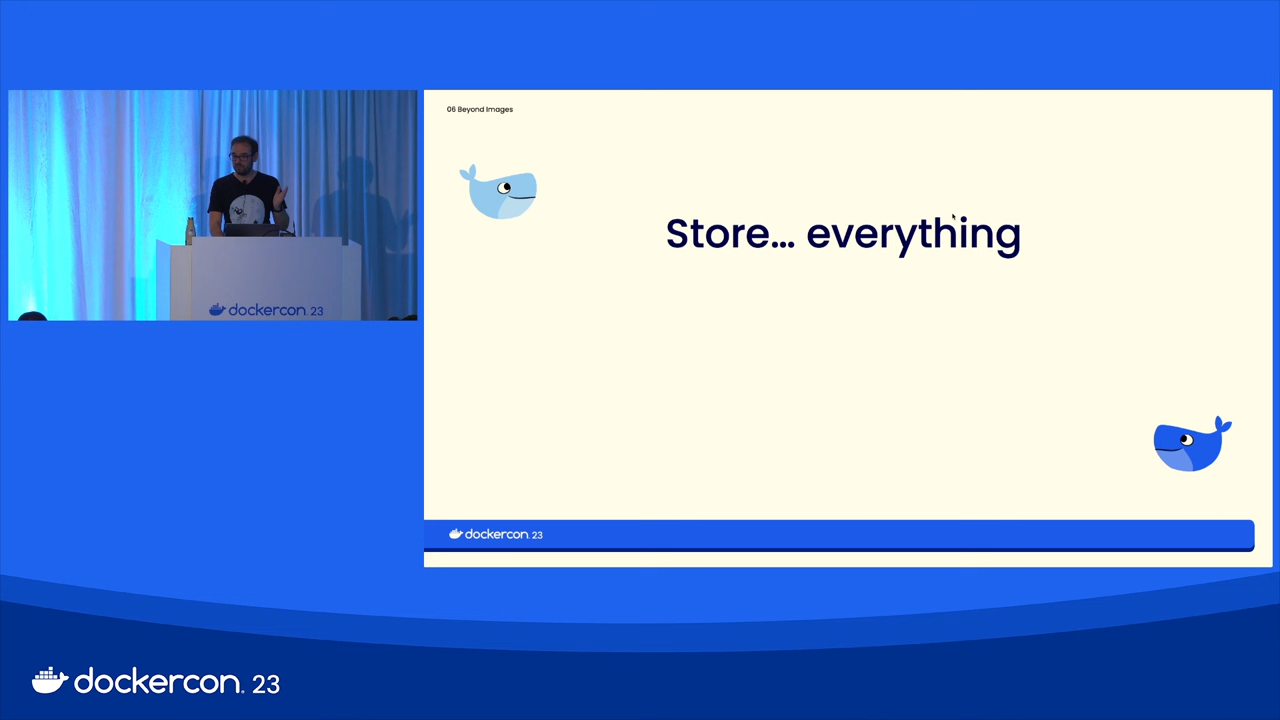 06 Beyond Images
Store... everything
dockercon. 23
dockercon. 23
dockercon. 23